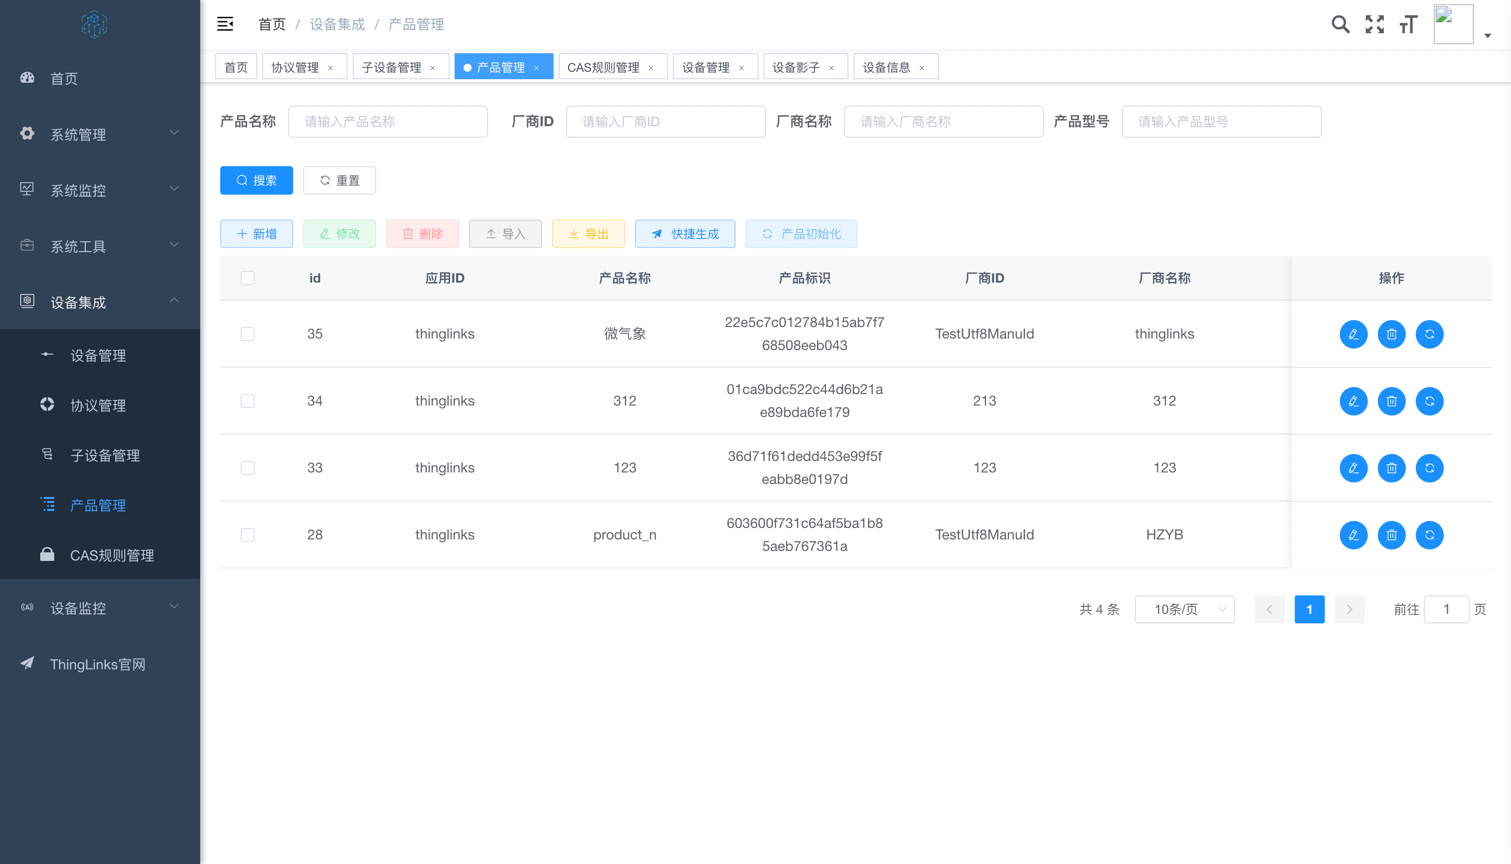 首页 / 设备集成 / 产品管理
首页
系统管理
系统监控
系统工具
设备集成
设备管理
协议管理
子设备管理
产品管理
CAS规则管理
设备监控
ThingLinks官网
首页 协议管理 × 子设备管理 × 产品管理 × CAS规则管理 × 设备管理 × 设备影子 × 设备信息 ×
产品名称 请输入产品名称 厂商ID 请输入厂商ID 厂商名称 请输入厂商名称 产品型号 请输入产品型号
搜索 重置
新增 修改 删除 导入 导出 快捷生成 产品初始化
id 应用ID 产品名称 产品标识 厂商ID 厂商名称 操作
35 thinglinks 微气象 22e5c7c012784b15ab7f7 TestUtf8ManuId thinglinks
68508eeb043
34 thinglinks 312 01ca9bdc522c44d6b21a 213 312
e89bda6fe179
33 thinglinks 123 36d71f61dedd453e99f5f 123 123
eabb8e0197d
28 thinglinks product_n 603600f731c64af5ba1b8 TestUtf8ManuId HZYB
5aeb767361a
共 4 条 10条/页 1 前往 1 页